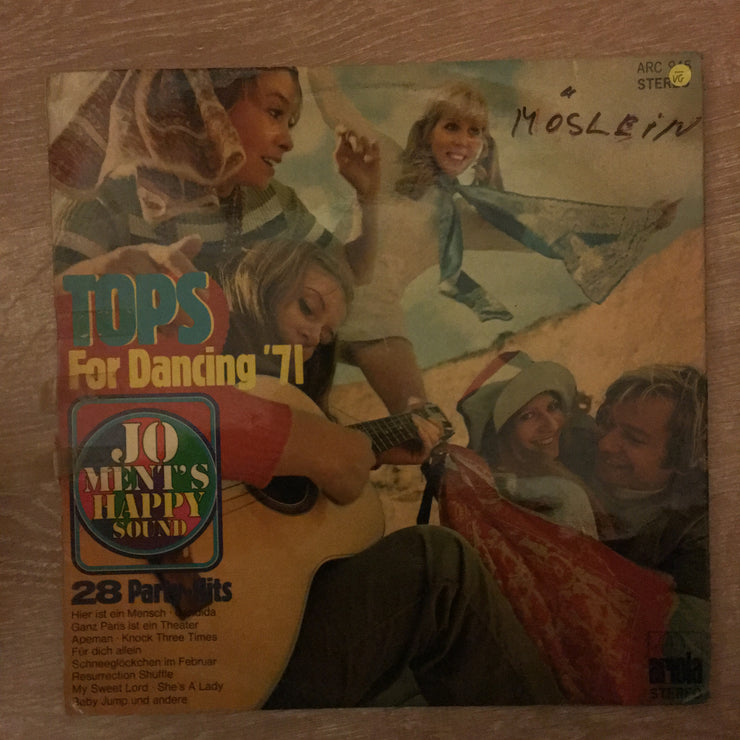 ARC
STEREO
VG
MÖSLEIN
TOPS
For Dancing '71
JO
MENT'S
HAPPY
SOUND
28 Party-Hits
Hier ist ein Mensch · Candida
Ganz Paris ist ein Theater
Apeman · Knock Three Times
Für dich allein
Schneeglöckchen im Februar
Resurrection Shuffle
My Sweet Lord · She's A Lady
Baby Jump und andere
ariola
STEREO